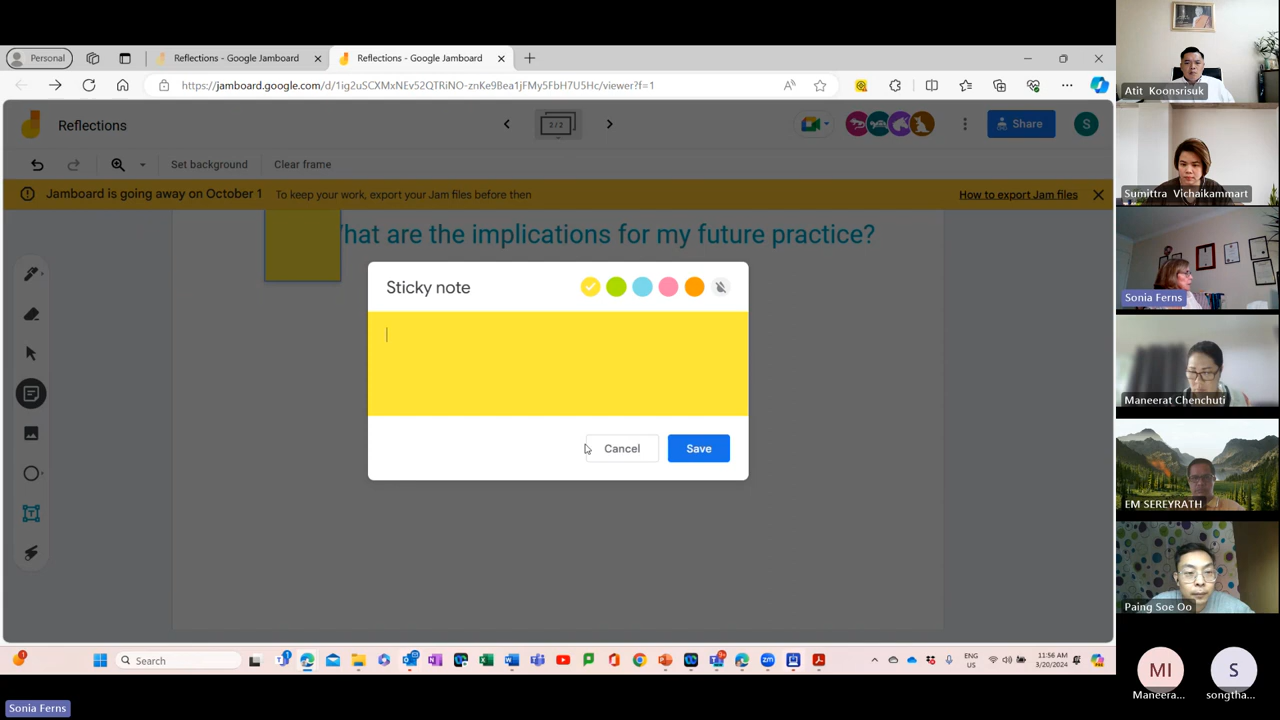 Personal
Reflections - Google Jamboard
Reflections - Google Jamboard
https://jamboard.google.com/d/1ig2uSCXMxNEv52QTRiNO-znKe9Bea1jFMy5FbH7U5Hc/viewer?f=1
Reflections
2/2
Share
S
Set background
Clear frame
Jamboard is going away on October 1
To keep your work, export your Jam files before then
How to export Jam files
hat are the implications for my future practice?
Sticky note
Cancel
Save
Search
ENG
US
11:56 AM
3/20/2024
Sonia Ferns
Atit Koonsrisuk
Sumittra Vichaikammart
Sonia Ferns
Maneerat Chenchuti
EM SEREYRATH
Paing Soe Oo
MI
Maneera...
S
songtha...